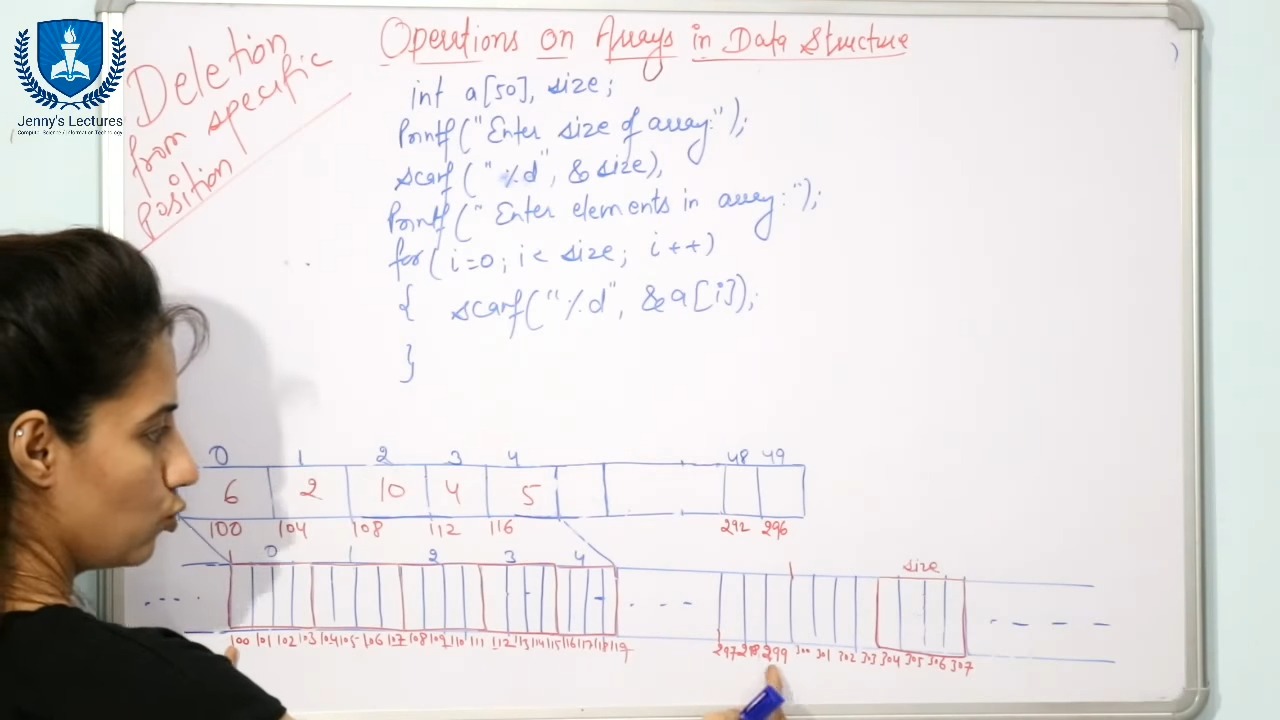 Jenny's Lectures
Computer Science / Information Technology
Deletion
from specific
position
Operations on Arrays in Data Structure
int a[50], size;
Printf("Enter size of array:");
scanf("%d", &size),
Printf("Enter elements in array:");
for(i=0; i< size; i++)
{ scanf("%d", &a[i]);
}
0 1 2 3 4 48 49
6 2 10 4 5
100 104 108 112 116 292 296
0 1 2 3 4 size
100 101 102 103 104 105 106 107 108 109 110 111 112 113 114 115 116 117 118 119 297 298 299 300 301 302 303 304 305 306 307